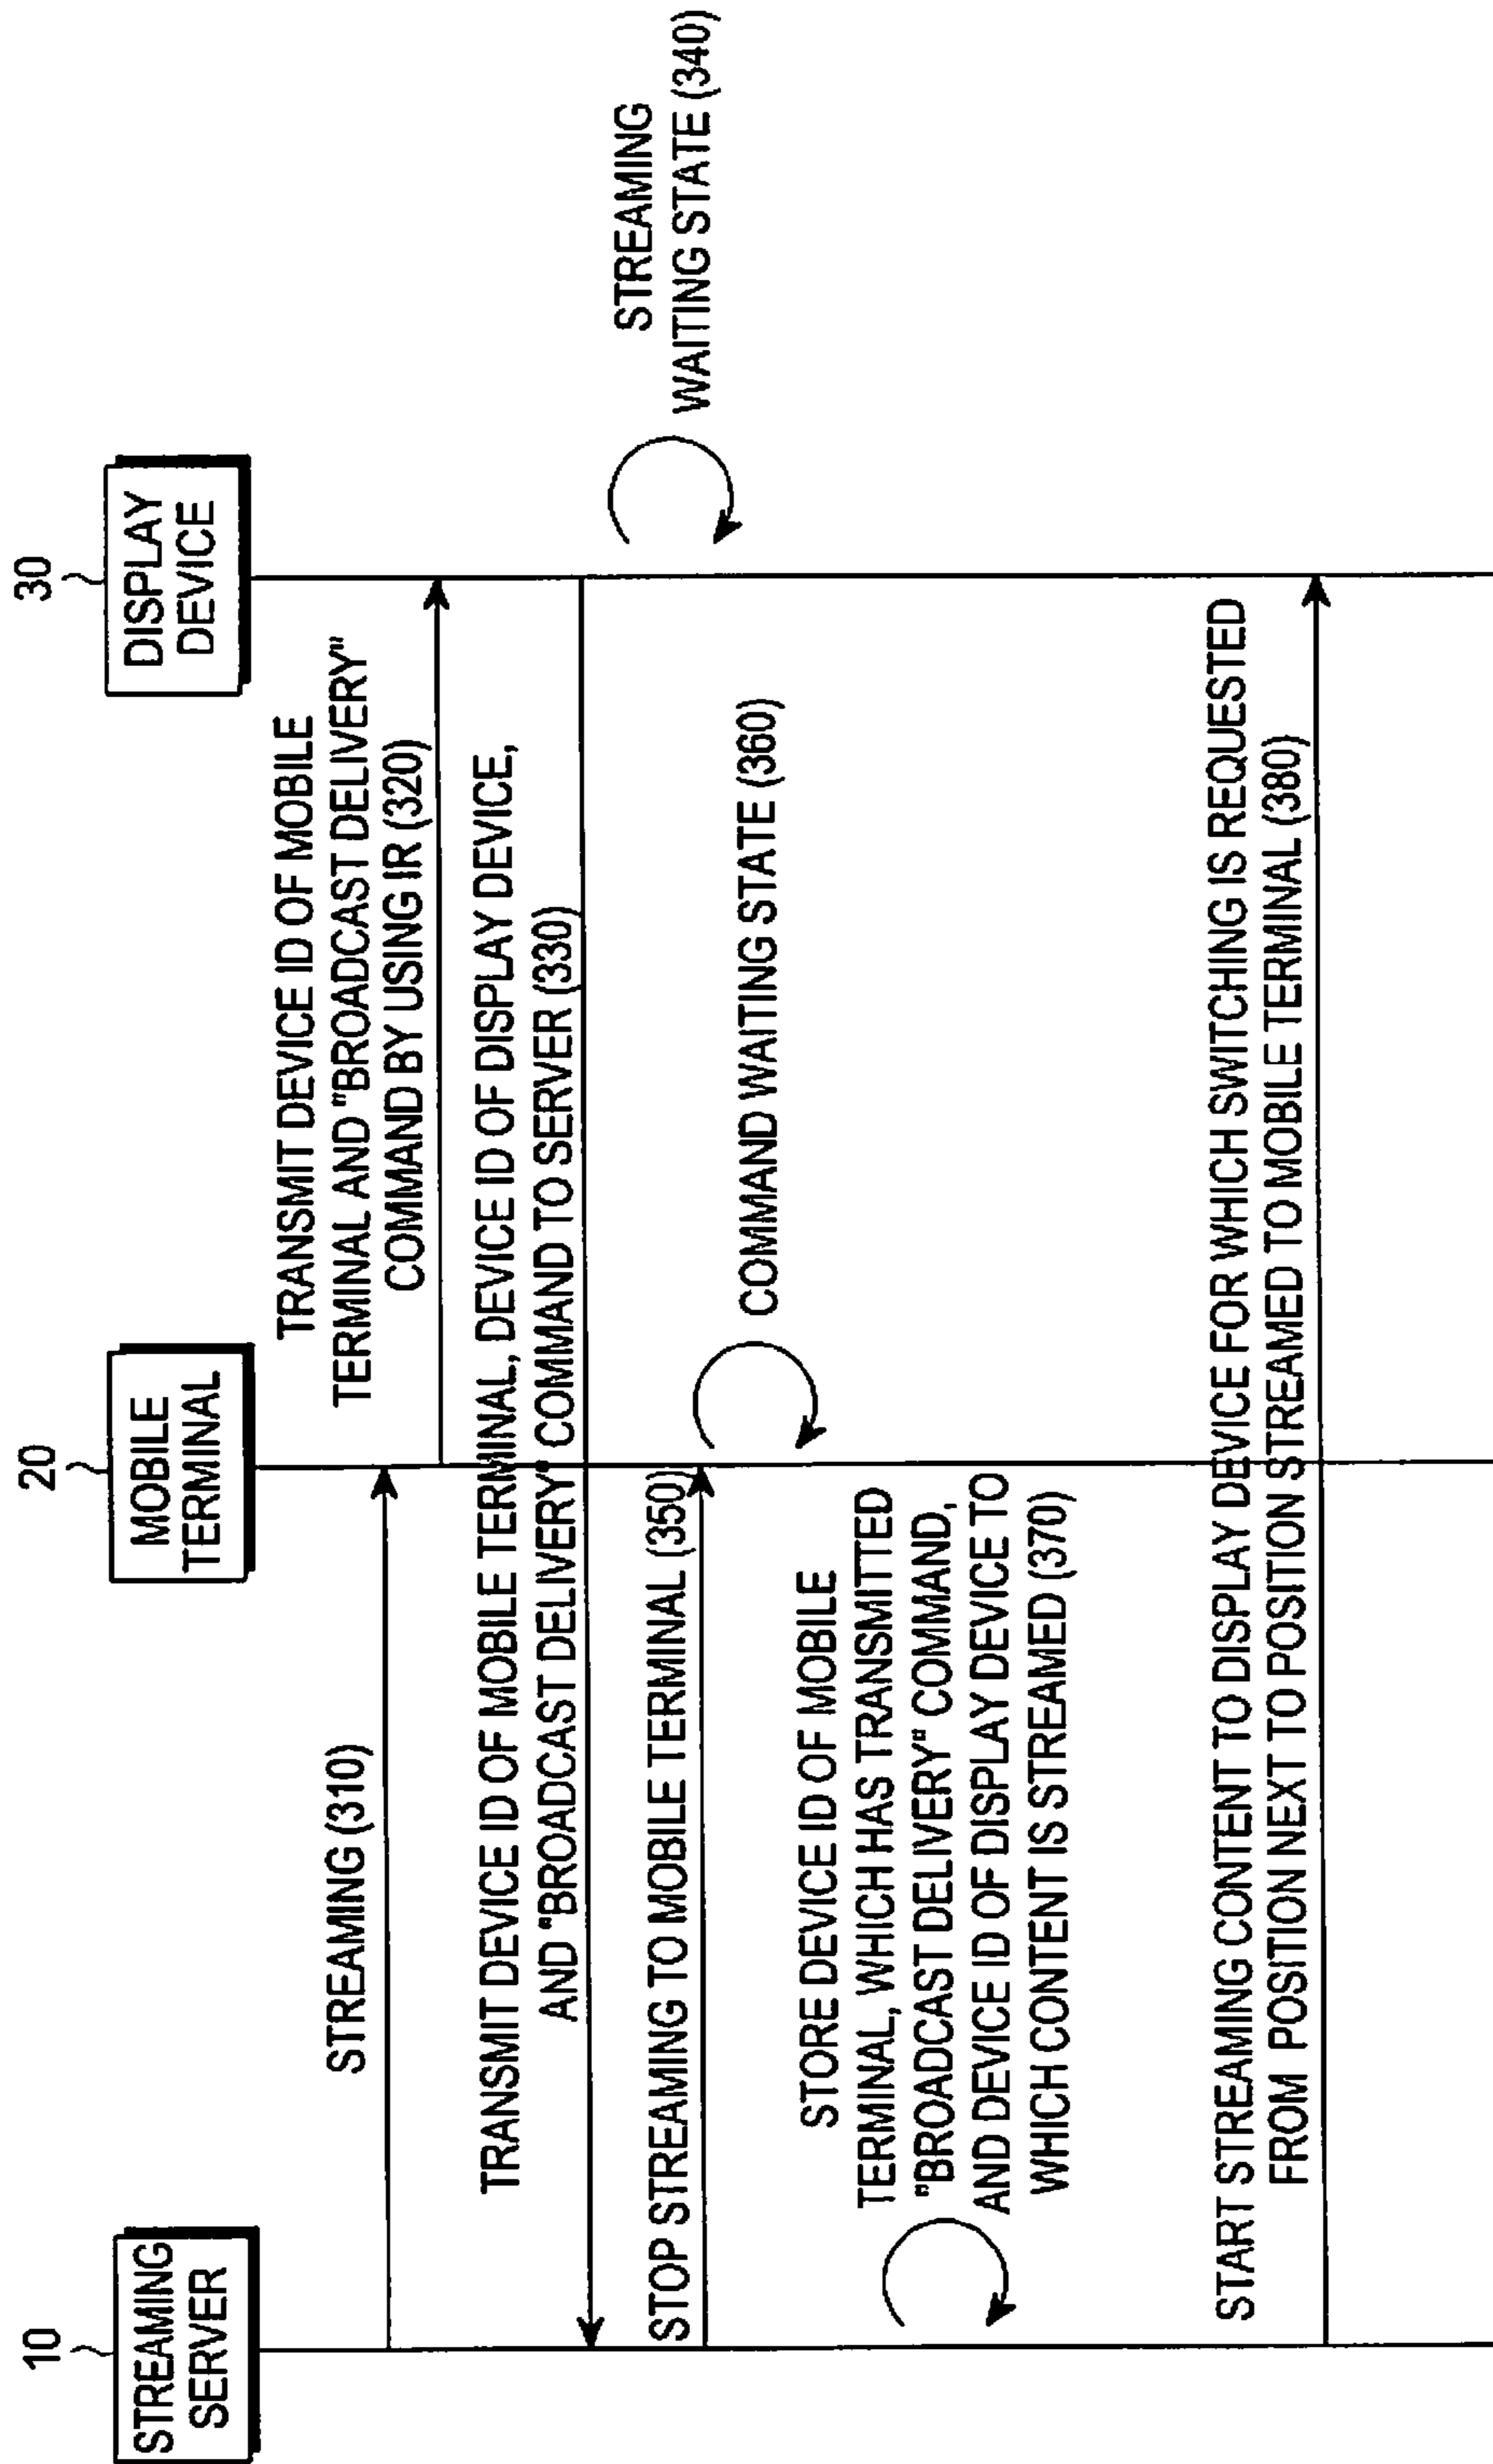 10
STREAMING
SERVER
20
MOBILE
TERMINAL
30
DISPLAY
DEVICE
STREAMING (310)
TRANSMIT DEVICE ID OF MOBILE
TERMINAL AND "BROADCAST DELIVERY"
COMMAND BY USING IR (320)
TRANSMIT DEVICE ID OF MOBILE TERMINAL, DEVICE ID OF DISPLAY DEVICE,
AND "BROADCAST DELIVERY" COMMAND TO SERVER (330)
STREAMING
WAITING STATE (340)
STOP STREAMING TO MOBILE TERMINAL (350)
COMMAND WAITING STATE (360)
STORE DEVICE ID OF MOBILE
TERMINAL, WHICH HAS TRANSMITTED
"BROADCAST DELIVERY" COMMAND,
AND DEVICE ID OF DISPLAY DEVICE TO
WHICH CONTENT IS STREAMED (370)
START STREAMING CONTENT TO DISPLAY DEVICE FOR WHICH SWITCHING IS REQUESTED
FROM POSITION NEXT TO POSITION STREAMED TO MOBILE TERMINAL (380)